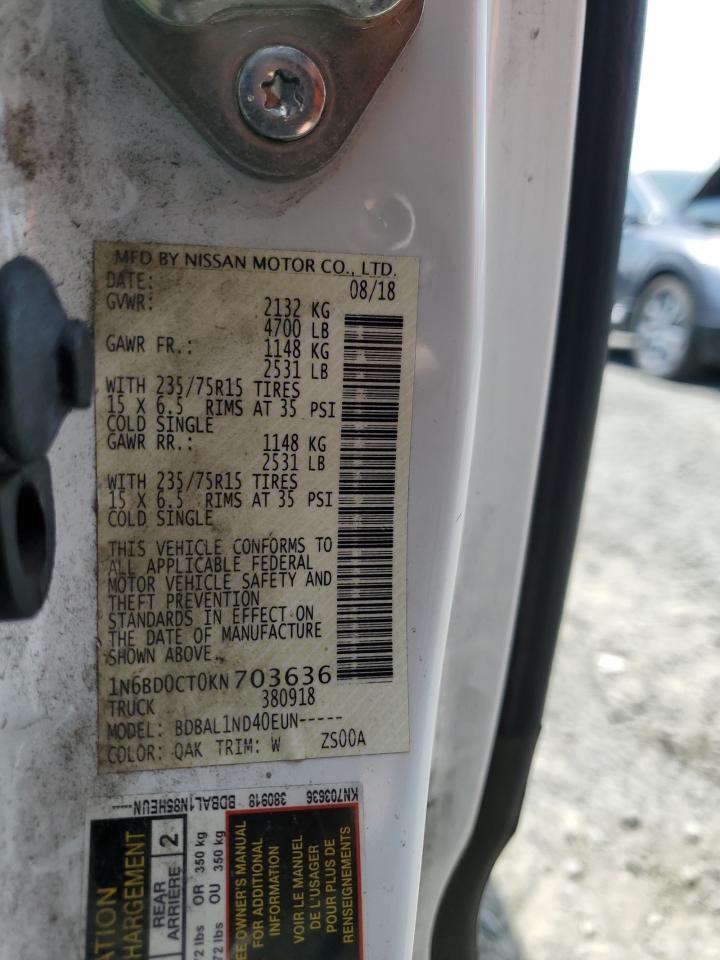 MFD BY NISSAN MOTOR CO., LTD.
DATE: 08/18
GVWR: 2132 KG
4700 LB
GAWR FR.: 1148 KG
2531 LB
WITH 235/75R15 TIRES
15 X 6.5 RIMS AT 35 PSI
COLD SINGLE
GAWR RR.: 1148 KG
2531 LB
WITH 235/75R15 TIRES
15 X 6.5 RIMS AT 35 PSI
COLD SINGLE
THIS VEHICLE CONFORMS TO
ALL APPLICABLE FEDERAL
MOTOR VEHICLE SAFETY AND
THEFT PREVENTION
STANDARDS IN EFFECT ON
THE DATE OF MANUFACTURE
SHOWN ABOVE.
1N6BD0CT0KN703636
TRUCK 380918
MODEL: BDBAL1ND40EUN-----
COLOR: QAK TRIM: W ZS00A
KN703636 380918 BDBAL1N85HEUN-----
REAR 2
ARRIÈRE
OR 350 kg
OU 350 kg
OWNER'S MANUAL
FOR ADDITIONAL
INFORMATION
VOIR LE MANUEL
DE L'USAGER
POUR PLUS DE
RENSEIGNEMENTS